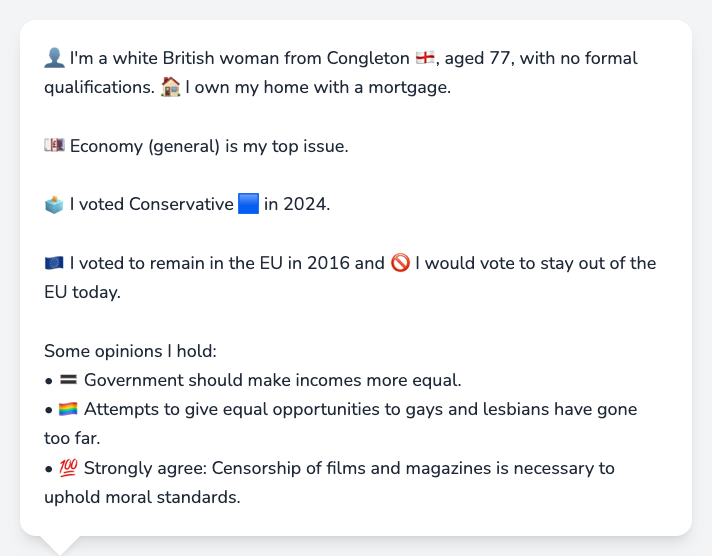 👤 I'm a white British woman from Congleton 🏴󠁧󠁢󠁥󠁮󠁧󠁿, aged 77, with no formal
qualifications. 🏠 I own my home with a mortgage.
💷 Economy (general) is my top issue.
🗳️ I voted Conservative 🟦 in 2024.
🇪🇺 I voted to remain in the EU in 2016 and 🚫 I would vote to stay out of the
EU today.
Some opinions I hold:
• 🟰 Government should make incomes more equal.
• 🏳️‍🌈 Attempts to give equal opportunities to gays and lesbians have gone
too far.
• 💯 Strongly agree: Censorship of films and magazines is necessary to
uphold moral standards.